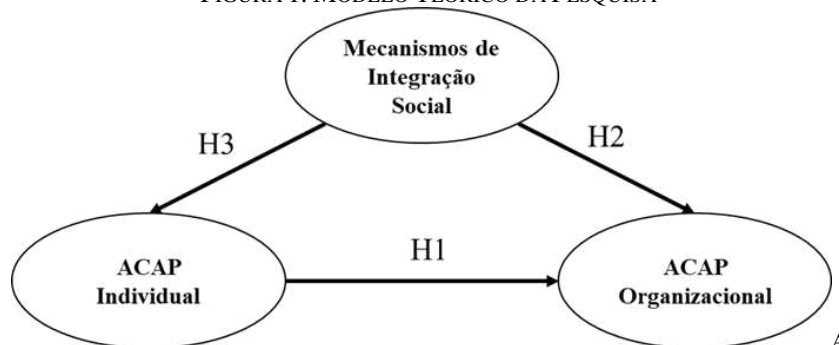 FIGURA 1: MODELO TEÓRICO DA PESQUISA
Mecanismos de
Integração
Social
H3
H2
H1
ACAP
Individual
ACAP
Organizacional